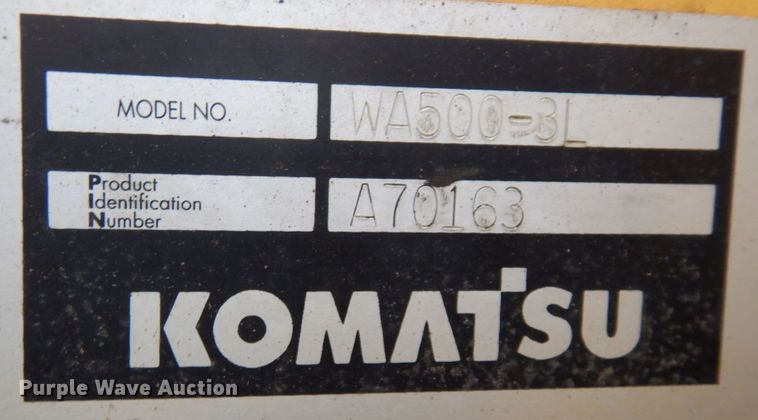 MODEL NO. WA500-3L
Product
Identification
Number
A70163
KOMATSU
Purple Wave Auction